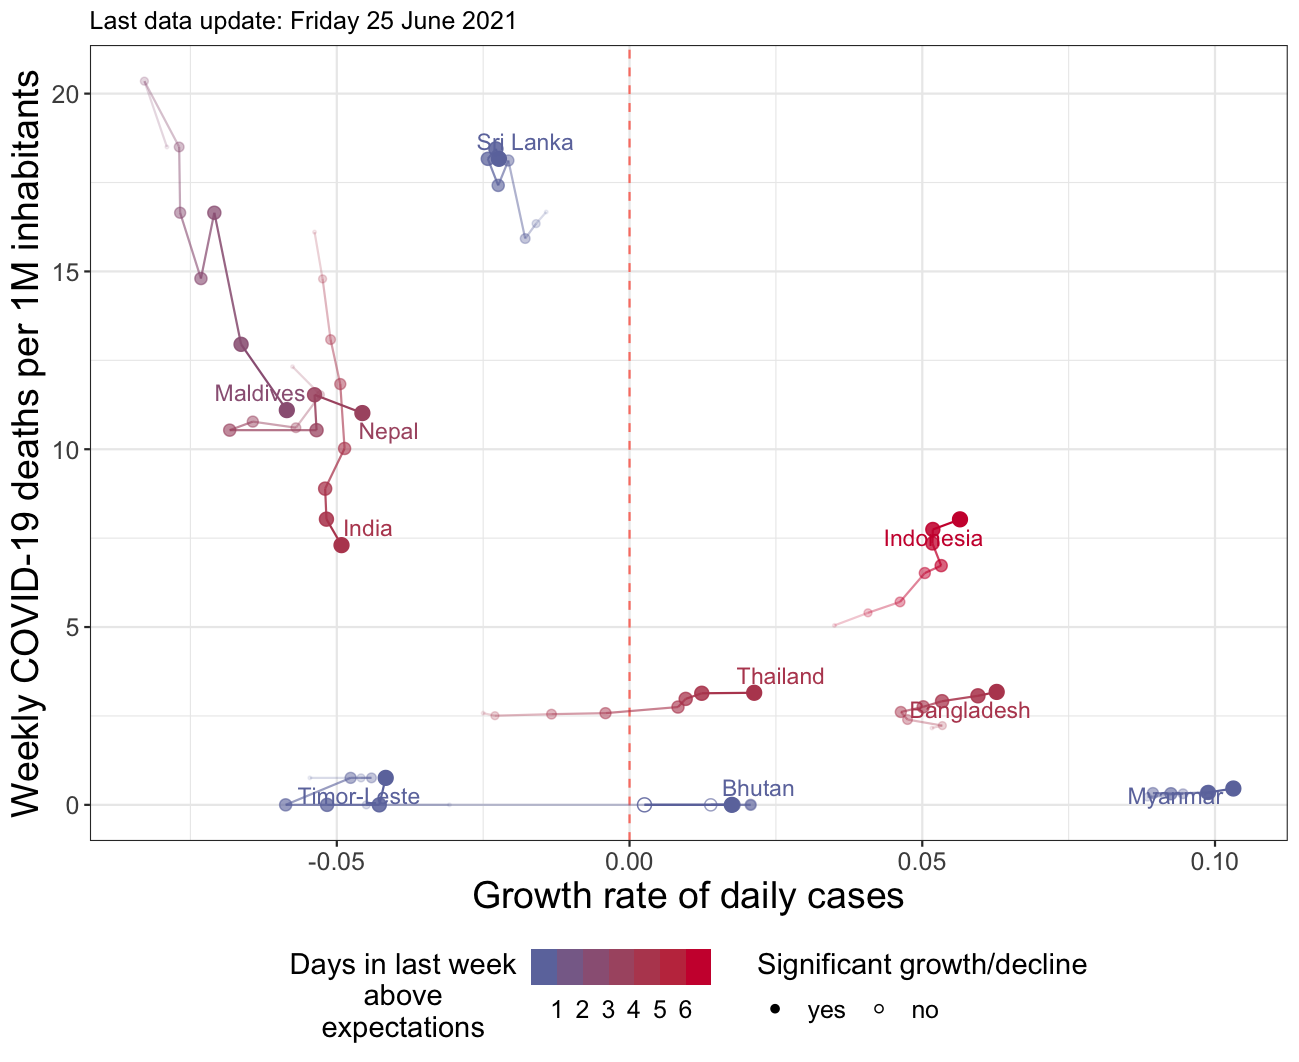 Last data update: Friday 25 June 2021
Weekly COVID-19 deaths per 1M inhabitants
20
15
10
5
0
Sri Lanka
Maldives
Nepal
India
Indonesia
Thailand
Bangladesh
Timor-Leste
Bhutan
Myanmar
-0.05
0.00
0.05
0.10
Growth rate of daily cases
Days in last week
above
expectations
1 2 3 4 5 6
Significant growth/decline
yes no